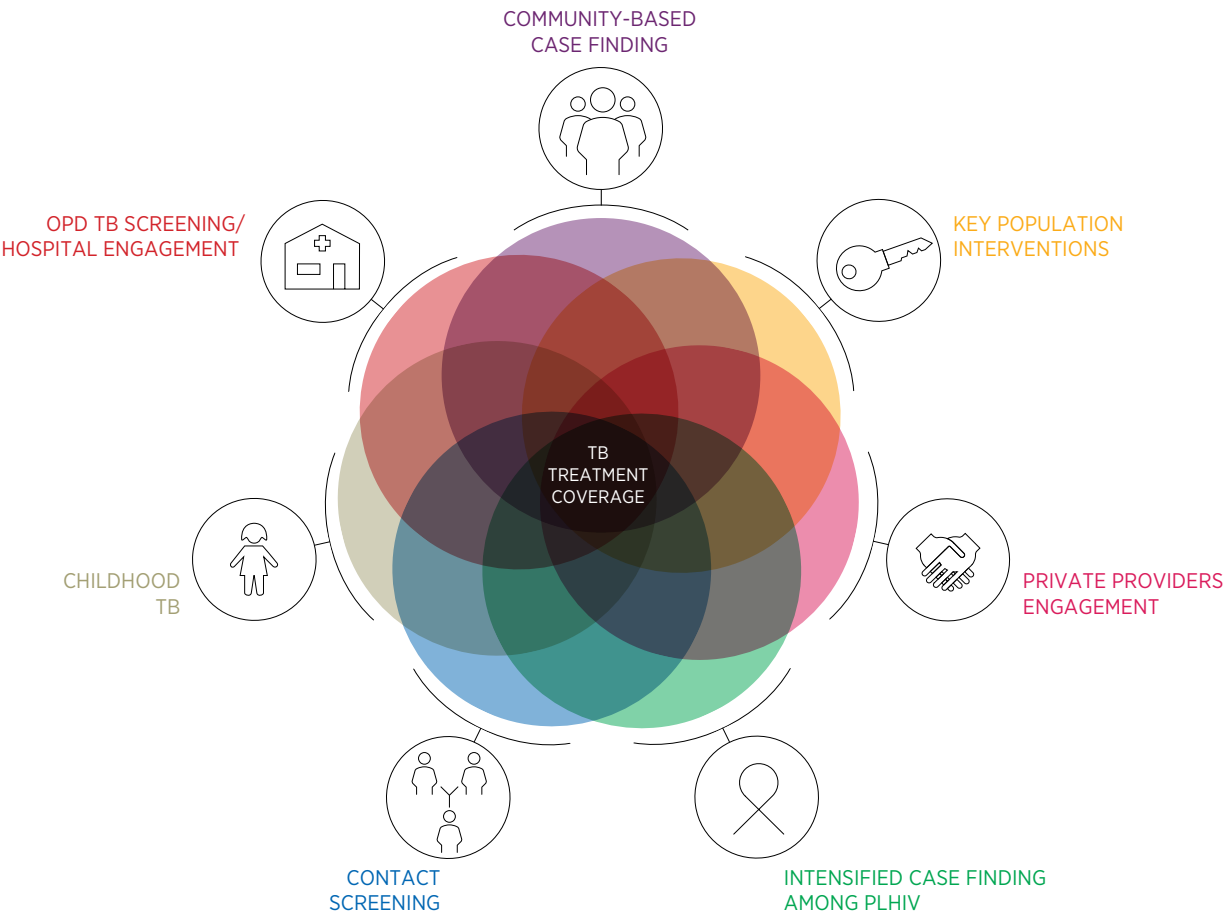 COMMUNITY-BASED
CASE FINDING
OPD TB SCREENING/
HOSPITAL ENGAGEMENT
KEY POPULATION
INTERVENTIONS
TB
TREATMENT
COVERAGE
CHILDHOOD
TB
PRIVATE PROVIDERS
ENGAGEMENT
CONTACT
SCREENING
INTENSIFIED CASE FINDING
AMONG PLHIV